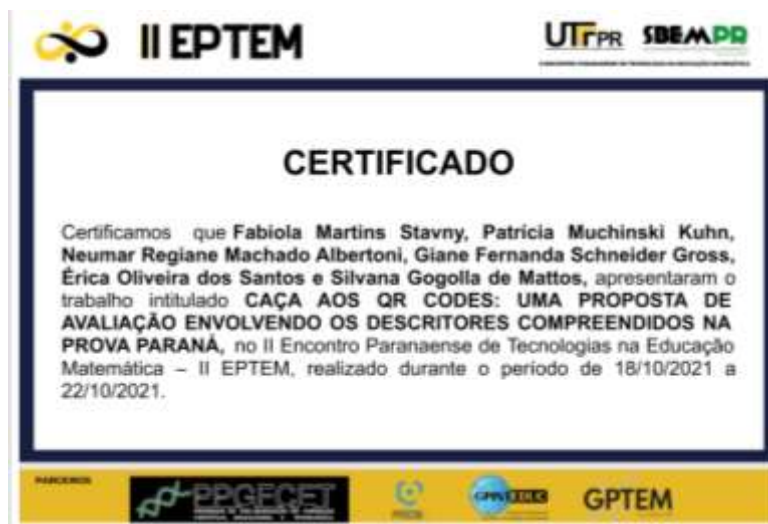 II EPTEM
UTFPR SBEMPR
CERTIFICADO
Certificamos que Fabiola Martins Stavny, Patrícia Muchinski Kuhn,
Neumar Regiane Machado Albertoni, Giane Fernanda Schneider Gross,
Érica Oliveira dos Santos e Silvana Gogolla de Mattos, apresentaram o
trabalho intitulado CAÇA AOS QR CODES: UMA PROPOSTA DE
AVALIAÇÃO ENVOLVENDO OS DESCRITORES COMPREENDIDOS NA
PROVA PARANÁ, no II Encontro Paranaense de Tecnologias na Educação
Matemática – II EPTEM, realizado durante o período de 18/10/2021 a
22/10/2021.
PARCEIROS
PPGECET
GPTEM